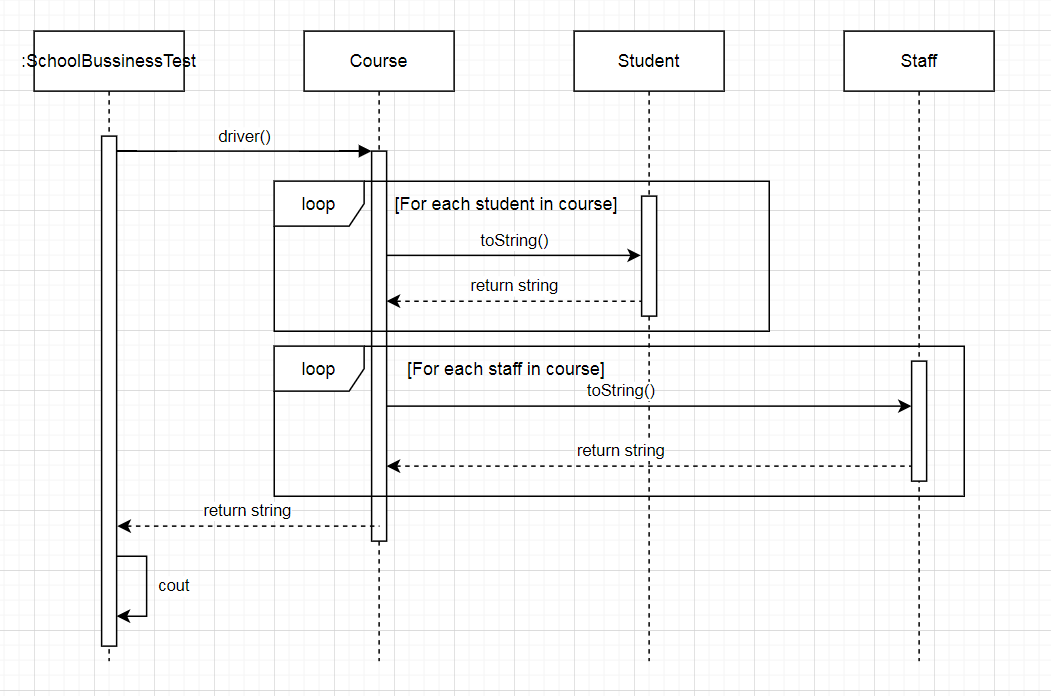 :SchoolBussinessTest
Course
Student
Staff
driver()
loop
[For each student in course]
toString()
return string
loop
[For each staff in course]
toString()
return string
return string
cout